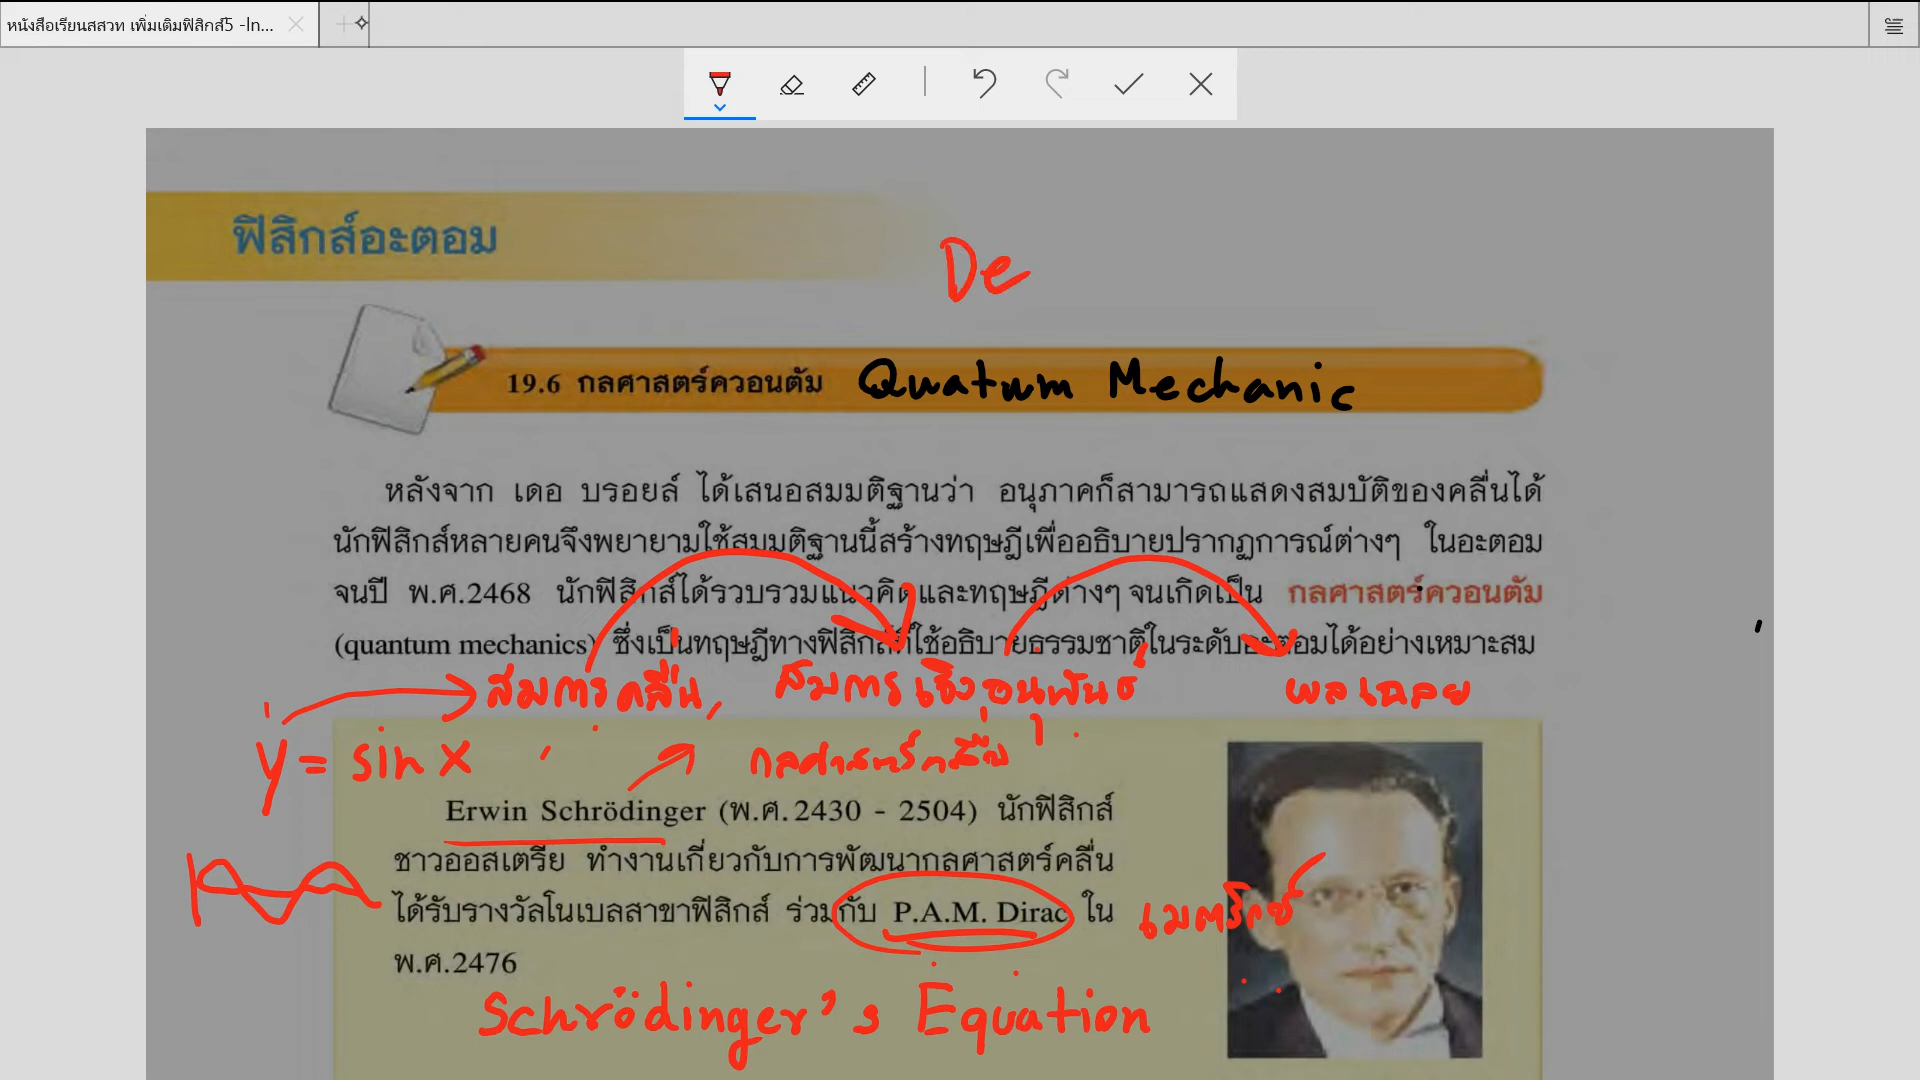 หนังสือเรียนสสวท เพิ่มเติมฟิสิกส์5 -ln...
ฟิสิกส์อะตอม
De
19.6 กลศาสตร์ควอนตัม Quatum Mechanic
หลังจาก เดอ บรอยล์ ได้เสนอสมมติฐานว่า อนุภาคก็สามารถแสดงสมบัติของคลื่นได้
นักฟิสิกส์หลายคนจึงพยายามใช้สมมติฐานนี้สร้างทฤษฎีเพื่ออธิบายปรากฏการณ์ต่างๆ ในอะตอม
จนปี พ.ศ.2468 นักฟิสิกส์ได้รวบรวมแนวคิดและทฤษฎีต่างๆ จนเกิดเป็น กลศาสตร์ควอนตัม
(quantum mechanics) ซึ่งเป็นทฤษฎีทางฟิสิกส์ที่ใช้อธิบายธรรมชาติในระดับอะตอมได้อย่างเหมาะสม
สมการคลื่น, สมการเชิงอนุพันธ์ ผลเฉลย
y = sin x กลศาสตร์คลื่น
Erwin Schrödinger (พ.ศ.2430 - 2504) นักฟิสิกส์
ชาวออสเตรีย ทำงานเกี่ยวกับการพัฒนากลศาสตร์คลื่น
ได้รับรางวัลโนเบลสาขาฟิสิกส์ ร่วมกับ P.A.M. Dirac ใน เมตริกซ์
พ.ศ.2476
Schrödinger's Equation